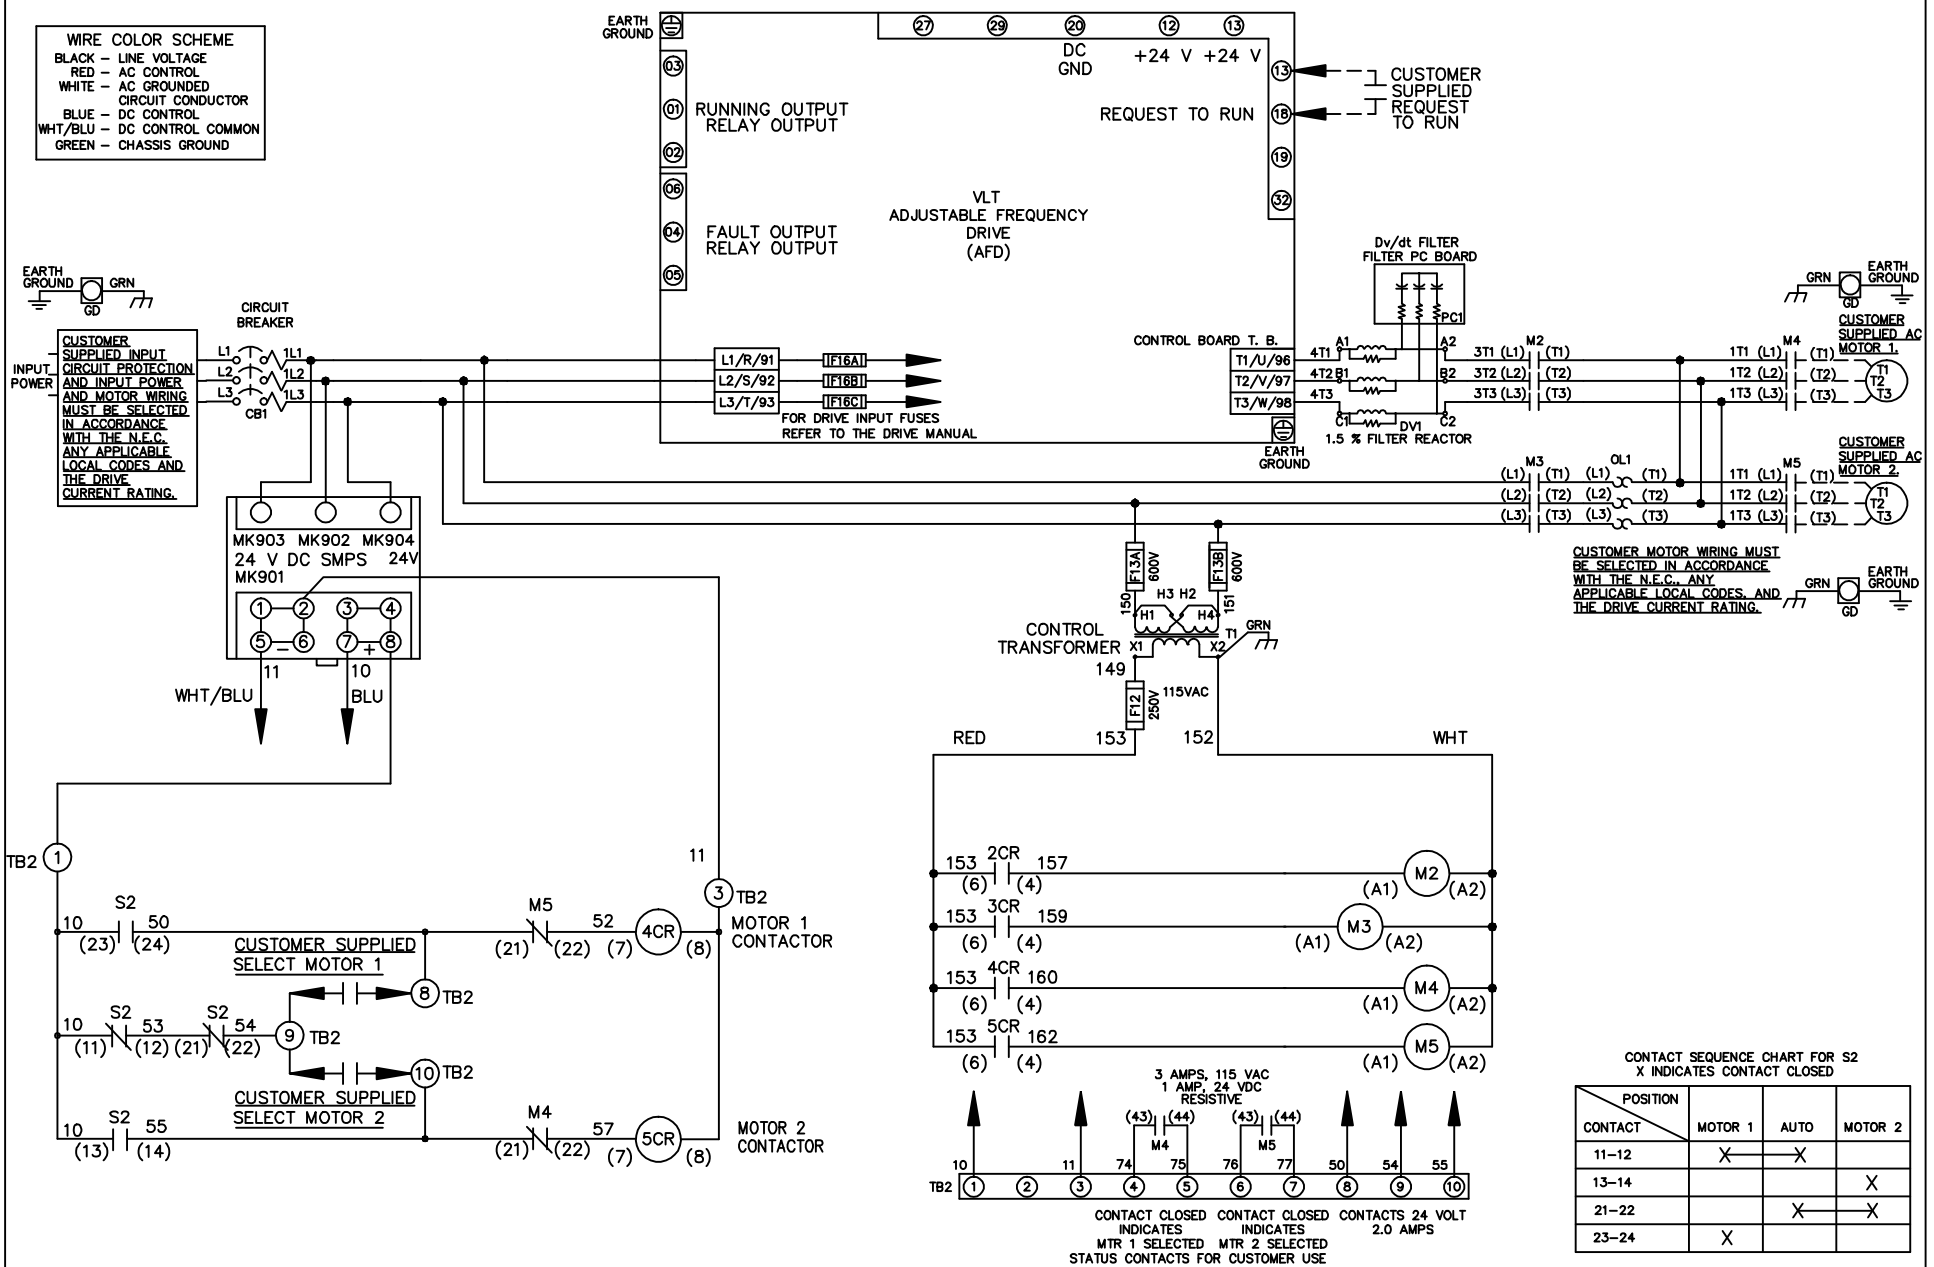 WIRE COLOR SCHEME
BLACK – LINE VOLTAGE
RED – AC CONTROL
WHITE – AC GROUNDED
CIRCUIT CONDUCTOR
BLUE – DC CONTROL
WHT/BLU – DC CONTROL COMMON
GREEN – CHASSIS GROUND
EARTH
GROUND
27 29 20 12 13
DC
GND
+24 V +24 V
03
01
02
RUNNING OUTPUT
RELAY OUTPUT
06
04
05
FAULT OUTPUT
RELAY OUTPUT
VLT
ADJUSTABLE FREQUENCY
DRIVE
(AFD)
REQUEST TO RUN
13
18
19
32
CUSTOMER
SUPPLIED
REQUEST
TO RUN
EARTH
GROUND
GRN
GD
CIRCUIT
BREAKER
INPUT
POWER
CUSTOMER
SUPPLIED INPUT
CIRCUIT PROTECTION
AND INPUT POWER
AND MOTOR WIRING
MUST BE SELECTED
IN ACCORDANCE
WITH THE N.E.C.
ANY APPLICABLE
LOCAL CODES AND
THE DRIVE
CURRENT RATING.
L1 1L1
L2 1L2
L3 1L3
CB1
L1/R/91 F16A
L2/S/92 F16B
L3/T/93 F16C
FOR DRIVE INPUT FUSES
REFER TO THE DRIVE MANUAL
CONTROL BOARD T. B.
T1/U/96 4T1
T2/V/97 4T2
T3/W/98 4T3
EARTH
GROUND
Dv/dt FILTER
FILTER PC BOARD
PC1
A1 A2
B1 B2
C1 C2
DV1
1.5 % FILTER REACTOR
M2
3T1 (L1) (T1)
3T2 (L2) (T2)
3T3 (L3) (T3)
M4
1T1 (L1) (T1)
1T2 (L2) (T2)
1T3 (L3) (T3)
T1
T2
T3
GRN
GD
EARTH
GROUND
CUSTOMER
SUPPLIED AC
MOTOR 1.
M3 OL1
(L1) (T1) (L1) (T1)
(L2) (T2) (L2) (T2)
(L3) (T3) (L3) (T3)
M5
1T1 (L1) (T1)
1T2 (L2) (T2)
1T3 (L3) (T3)
T1
T2
T3
CUSTOMER
SUPPLIED AC
MOTOR 2.
CUSTOMER MOTOR WIRING MUST
BE SELECTED IN ACCORDANCE
WITH THE N.E.C., ANY
APPLICABLE LOCAL CODES, AND
THE DRIVE CURRENT RATING.
GRN
GD
EARTH
GROUND
MK903 MK902 MK904
24 V DC SMPS 24V
MK901
1 2 3 4
5 – 6 7 + 8
11 10
WHT/BLU BLU
F13A 600V F13B 600V
150 151
H3 H2
H1 H4
CONTROL
TRANSFORMER
X1 X2 T1 GRN
149
F12 250V 115VAC
153 152
RED WHT
TB2 1
11
3 TB2
S2
10 50
(23) (24)
M5
(21) (22)
52
(7) 4CR (8)
MOTOR 1
CONTACTOR
CUSTOMER SUPPLIED
SELECT MOTOR 1
8 TB2
S2 S2
10 53 54
(11) (12) (21) (22)
9 TB2
10 TB2
CUSTOMER SUPPLIED
SELECT MOTOR 2
S2
10 55
(13) (14)
M4
(21) (22)
57
(7) 5CR (8)
MOTOR 2
CONTACTOR
153 2CR 157
(6) (4) (A1) M2 (A2)
153 3CR 159
(6) (4) (A1) M3 (A2)
153 4CR 160
(6) (4) (A1) M4 (A2)
153 5CR 162
(6) (4) (A1) M5 (A2)
3 AMPS, 115 VAC
1 AMP, 24 VDC
RESISTIVE
(43) (44) (43) (44)
M4 M5
10 11 74 75 76 77 50 54 55
TB2 1 2 3 4 5 6 7 8 9 10
CONTACT CLOSED
INDICATES
MTR 1 SELECTED
CONTACT CLOSED
INDICATES
MTR 2 SELECTED
STATUS CONTACTS FOR CUSTOMER USE
CONTACTS 24 VOLT
2.0 AMPS
CONTACT SEQUENCE CHART FOR S2
X INDICATES CONTACT CLOSED
POSITION
CONTACT MOTOR 1 AUTO MOTOR 2
11–12 X X
13–14 X
21–22 X X
23–24 X